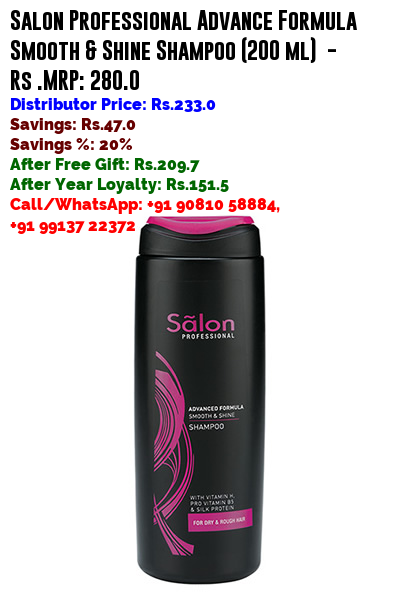 Salon Professional Advance Formula
Smooth & Shine Shampoo (200 ml) -
Rs .MRP: 280.0
Distributor Price: Rs.233.0
Savings: Rs.47.0
Savings %: 20%
After Free Gift: Rs.209.7
After Year Loyalty: Rs.151.5
Call/WhatsApp: +91 90810 58884,
+91 99137 22372
Sãlon
PROFESSIONAL
ADVANCED FORMULA
SMOOTH & SHINE
SHAMPOO
WITH VITAMIN H,
PRO VITAMIN B5
& SILK PROTEIN
FOR DRY & ROUGH HAIR